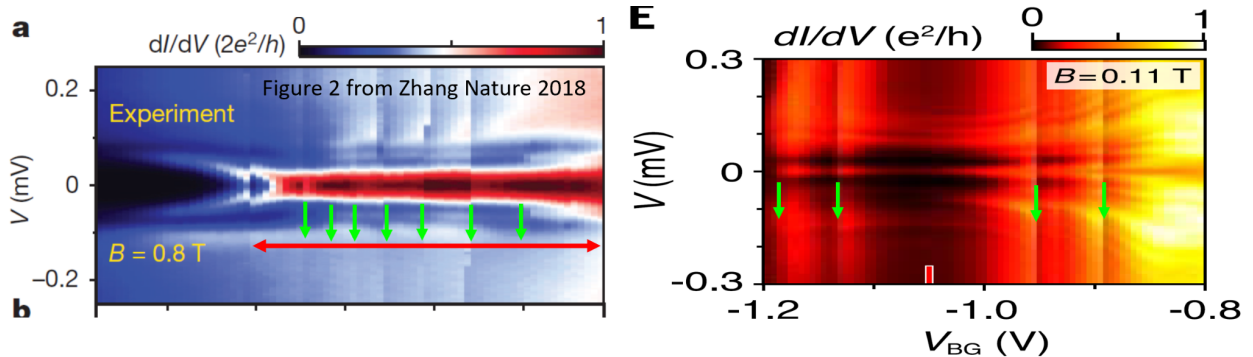 a
dI/dV (2e²/h)
0
1
0.2
0
−0.2
V (mV)
Experiment
Figure 2 from Zhang Nature 2018
B = 0.8 T
b
E
dI/dV (e²/h)
0
1
0.3
0
-0.3
V (mV)
B=0.11 T
-1.2
-1.0
-0.8
V_BG (V)